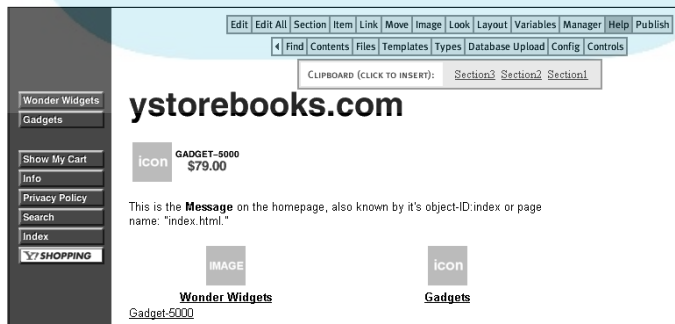 Edit Edit All Section Item Link Move Image Look Layout Variables Manager Help Publish
Find Contents Files Templates Types Database Upload Config Controls
CLIPBOARD (CLICK TO INSERT): Section3 Section2 Section1
Wonder Widgets
Gadgets
ystorebooks.com
icon
GADGET-5000
$79.00
Show My Cart
Info
Privacy Policy
Search
Index
Y! SHOPPING
This is the Message on the homepage, also known by it's object-ID:index or page
name: "index.html."
IMAGE
icon
Wonder Widgets
Gadgets
Gadget-5000